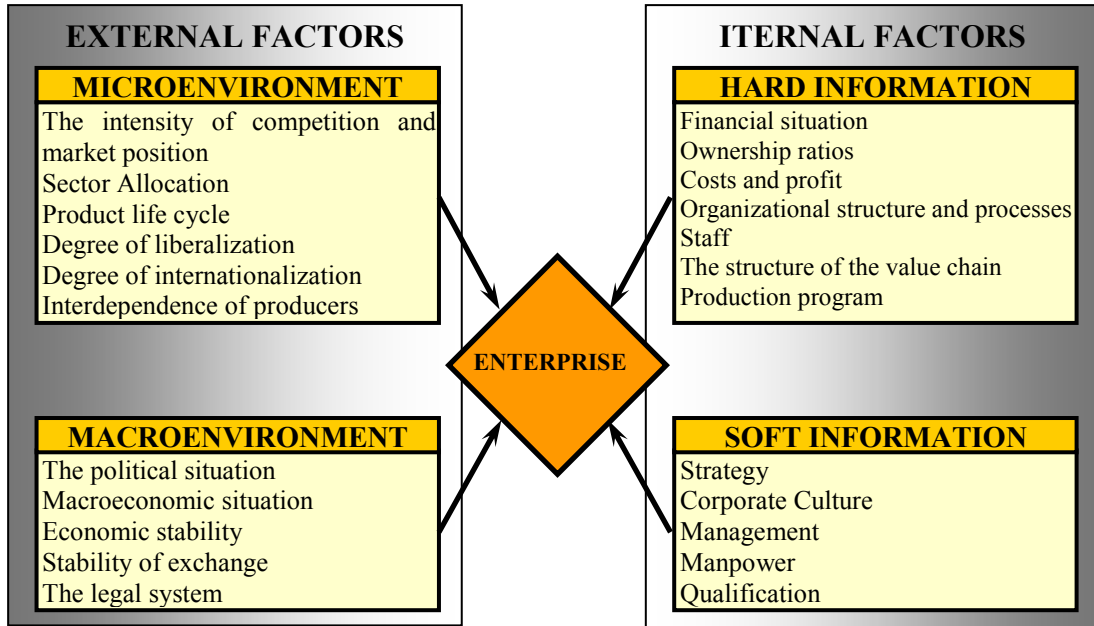 EXTERNAL FACTORS
MICROENVIRONMENT
The intensity of competition and
market position
Sector Allocation
Product life cycle
Degree of liberalization
Degree of internationalization
Interdependence of producers
MACROENVIRONMENT
The political situation
Macroeconomic situation
Economic stability
Stability of exchange
The legal system
ENTERPRISE
ITERNAL FACTORS
HARD INFORMATION
Financial situation
Ownership ratios
Costs and profit
Organizational structure and processes
Staff
The structure of the value chain
Production program
SOFT INFORMATION
Strategy
Corporate Culture
Management
Manpower
Qualification